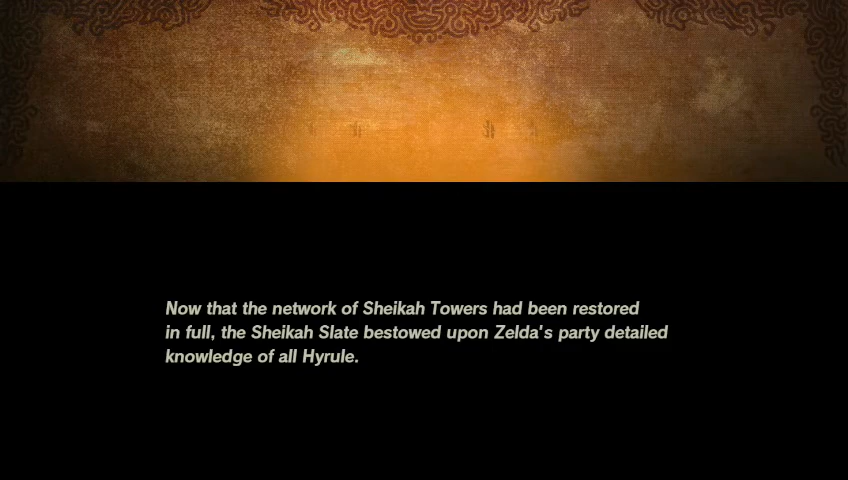 Now that the network of Sheikah Towers had been restored
in full, the Sheikah Slate bestowed upon Zelda's party detailed
knowledge of all Hyrule.